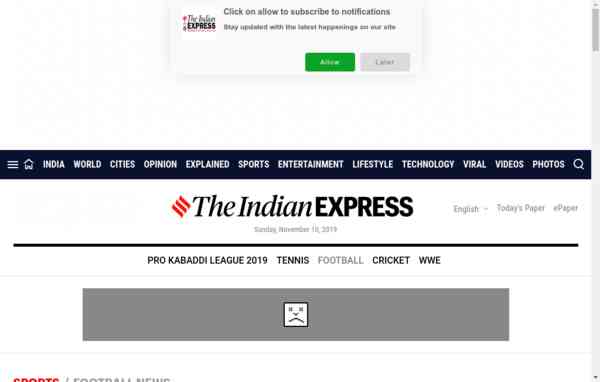 Click on allow to subscribe to notifications
Stay updated with the latest happenings on our site
The Indian EXPRESS
Allow Later
INDIA WORLD CITIES OPINION EXPLAINED SPORTS ENTERTAINMENT LIFESTYLE TECHNOLOGY VIRAL VIDEOS PHOTOS
The Indian EXPRESS
English Today's Paper ePaper
Sunday, November 10, 2019
PRO KABADDI LEAGUE 2019 TENNIS FOOTBALL CRICKET WWE
SPORTS / FOOTBALL NEWS